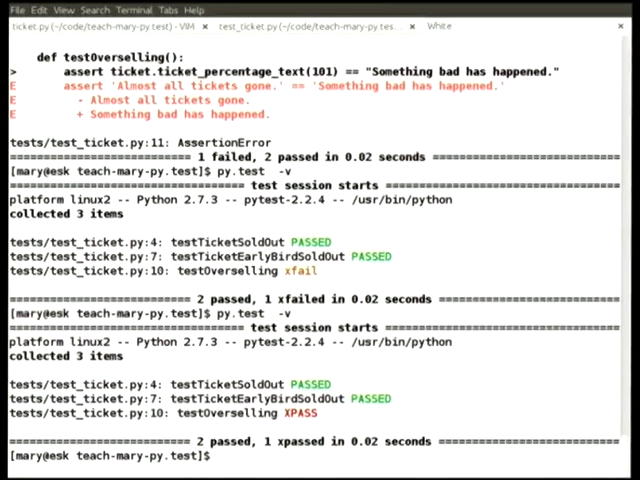 File Edit View Search Terminal Tabs Help
ticket.py (~/code/teach-mary-py.test) - VIM × test_ticket.py (~/code/teach-mary-py.tes... × White ×
def testOverselling():
> assert ticket.ticket_percentage_text(101) == "Something bad has happened."
E assert 'Almost all tickets gone.' == 'Something bad has happened.'
E - Almost all tickets gone.
E + Something bad has happened.
tests/test_ticket.py:11: AssertionError
=========================== 1 failed, 2 passed in 0.02 seconds ===========================
[mary@esk teach-mary-py.test]$ py.test -v
=================================== test session starts ===================================
platform linux2 -- Python 2.7.3 -- pytest-2.2.4 -- /usr/bin/python
collected 3 items
tests/test_ticket.py:4: testTicketSoldOut PASSED
tests/test_ticket.py:7: testTicketEarlyBirdSoldOut PASSED
tests/test_ticket.py:10: testOverselling xfail
========================== 2 passed, 1 xfailed in 0.02 seconds ===========================
[mary@esk teach-mary-py.test]$ py.test -v
=================================== test session starts ===================================
platform linux2 -- Python 2.7.3 -- pytest-2.2.4 -- /usr/bin/python
collected 3 items
tests/test_ticket.py:4: testTicketSoldOut PASSED
tests/test_ticket.py:7: testTicketEarlyBirdSoldOut PASSED
tests/test_ticket.py:10: testOverselling XPASS
========================== 2 passed, 1 xpassed in 0.02 seconds ===========================
[mary@esk teach-mary-py.test]$